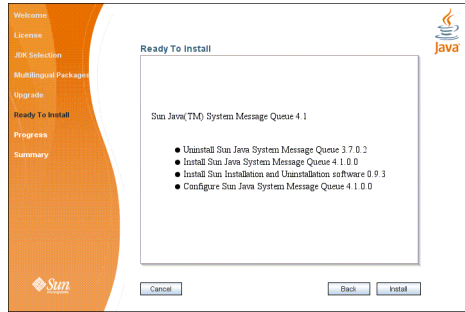 Welcome
License
JDK Selection
Multilingual Packages
Upgrade
Ready To Install
Progress
Summary
Sun
Java
Ready To Install
Sun Java(TM) System Message Queue 4.1
Uninstall Sun Java System Message Queue 3.7.0.2
Install Sun Java System Message Queue 4.1.0.0
Install Sun Installation and Uninstallation software 0.9.3
Configure Sun Java System Message Queue 4.1.0.0
Cancel
Back
Install